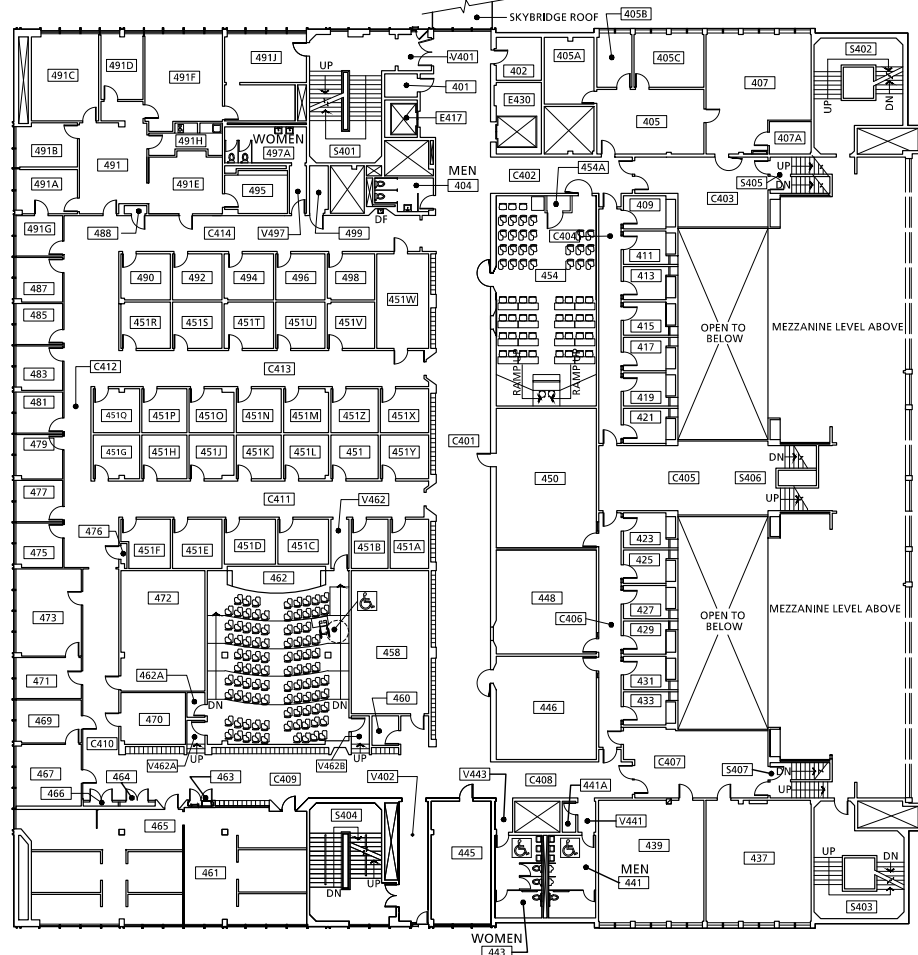 SKYBRIDGE ROOF
405B
491C
491D
491F
491J
UP
V401
401
402
405A
405C
407
S402
UP
DN
E430
E417
405
407A
491B
491
491H
WOMEN
497A
S401
MEN
404
C402
454A
S405
UP
DN
C403
491A
491E
495
488
C414
V497
499
DF
409
C404
491G
487
490
492
494
496
498
451W
454
411
413
485
451R
451S
451T
451U
451V
415
417
OPEN TO
BELOW
MEZZANINE LEVEL ABOVE
483
C412
C413
RAMP UP
RAMP UP
419
421
481
451Q
451P
451O
451N
451M
451Z
451X
479
451G
451H
451J
451K
451L
451
451Y
C401
450
C405
S406
DN
UP
477
C411
V462
475
476
451F
451E
451D
451C
451B
451A
423
425
473
472
462
448
C406
427
429
OPEN TO
BELOW
MEZZANINE LEVEL ABOVE
471
462A
458
431
433
469
470
DN
DN
460
446
C410
V462A
UP
V462B
UP
467
466
464
463
C409
V402
V443
C408
441A
C407
S407
DN
UP
465
461
S404
DN
UP
445
V441
MEN
441
439
437
UP
DN
S403
WOMEN
443